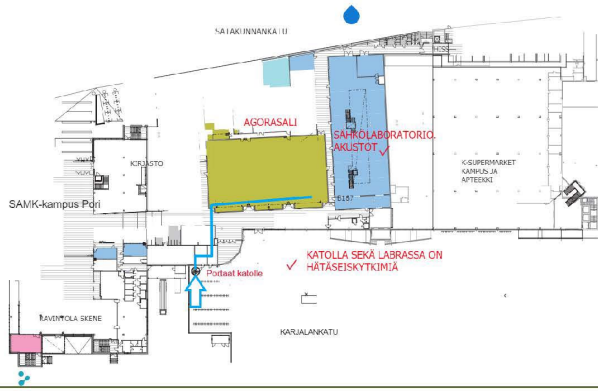 SATAKUNNANKATU
AGORASALI
SÄHKÖLABORATORIO,
AKUSTOT
KIRJASTO
K-SUPERMARKET
KAMPUS JA
APTEEKKI
SAMK-kampus Pori
KATOLLA SEKÄ LABRASSA ON
HÄTÄSEISKYTKIMIÄ
Portaat katolle
RAVINTOLA SKENE
KARJALANKATU